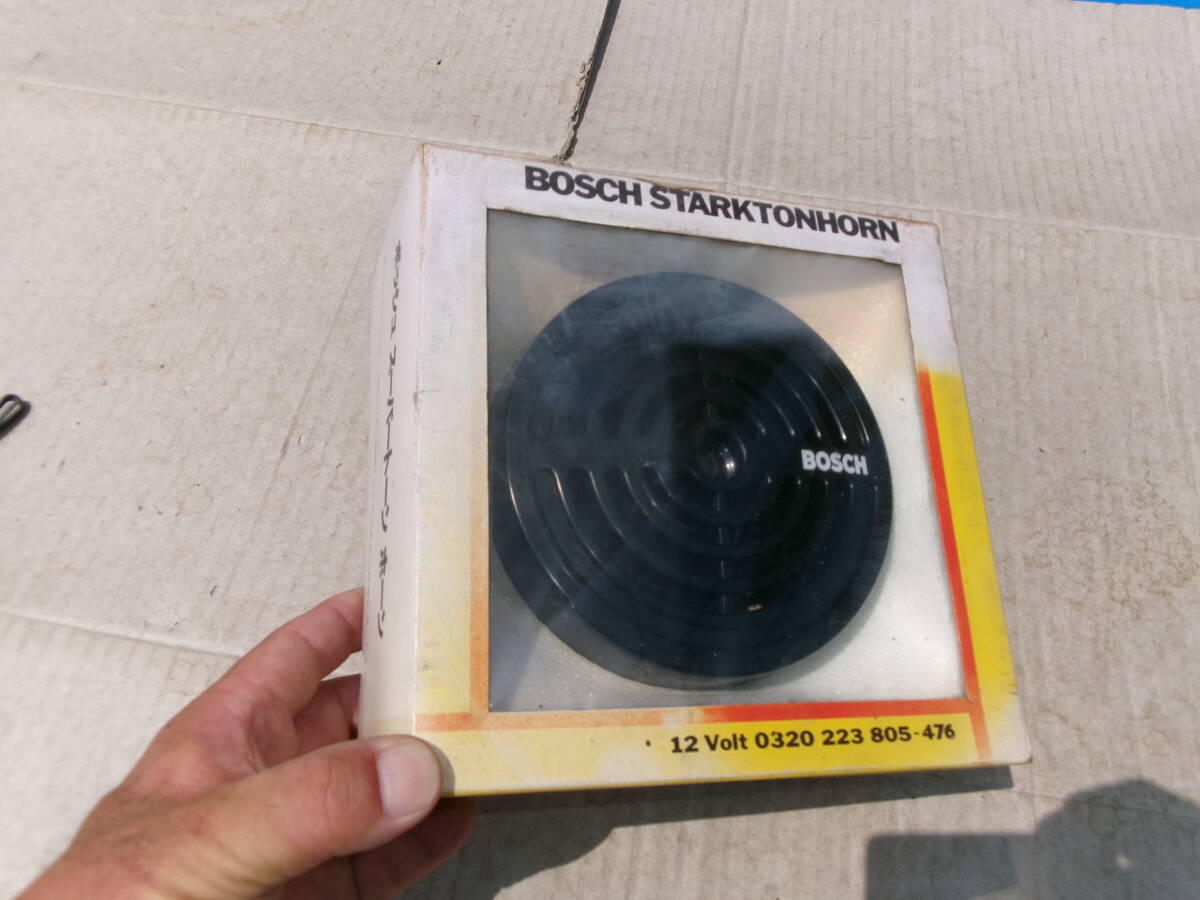 BOSCH STARKTONHORN
BOSCH
12 Volt 0320 223 805-476
ボッシュ スーパートーン ホーン